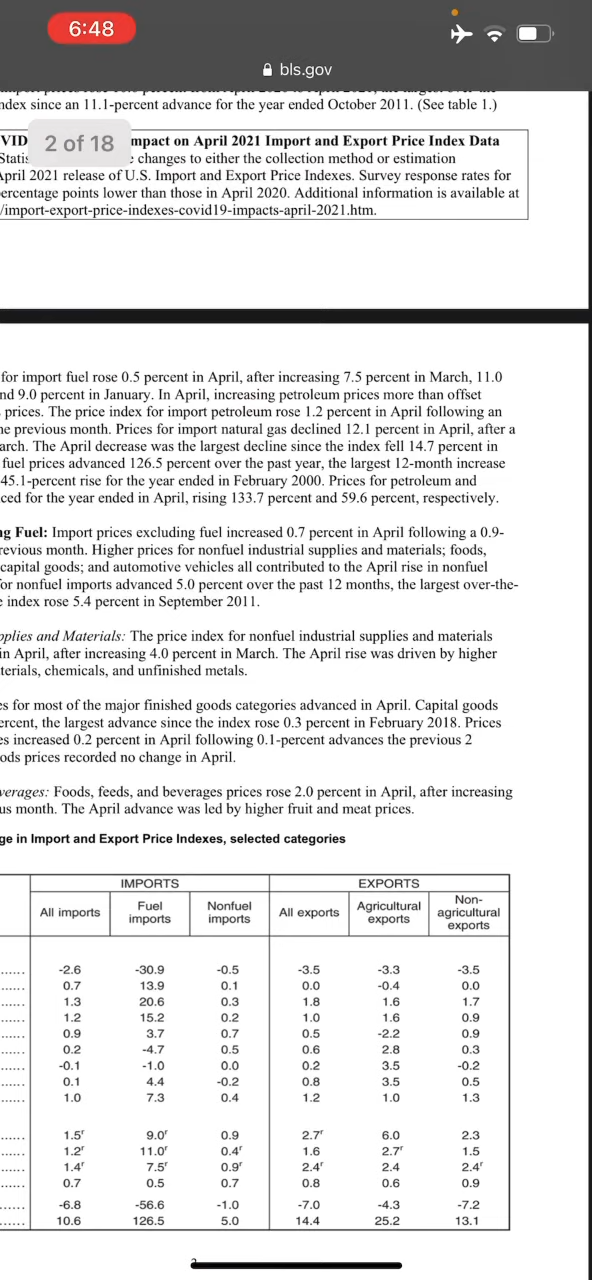 6:48
bls.gov
ndex since an 11.1-percent advance for the year ended October 2011. (See table 1.)
VID
2 of 18
mpact on April 2021 Import and Export Price Index Data
Statis
e changes to either the collection method or estimation
April 2021 release of U.S. Import and Export Price Indexes. Survey response rates for
percentage points lower than those in April 2020. Additional information is available at
/import-export-price-indexes-covid19-impacts-april-2021.htm.
for import fuel rose 0.5 percent in April, after increasing 7.5 percent in March, 11.0
nd 9.0 percent in January. In April, increasing petroleum prices more than offset
prices. The price index for import petroleum rose 1.2 percent in April following an
he previous month. Prices for import natural gas declined 12.1 percent in April, after a
arch. The April decrease was the largest decline since the index fell 14.7 percent in
fuel prices advanced 126.5 percent over the past year, the largest 12-month increase
45.1-percent rise for the year ended in February 2000. Prices for petroleum and
ced for the year ended in April, rising 133.7 percent and 59.6 percent, respectively.
ng Fuel: Import prices excluding fuel increased 0.7 percent in April following a 0.9-
revious month. Higher prices for nonfuel industrial supplies and materials; foods,
capital goods; and automotive vehicles all contributed to the April rise in nonfuel
for nonfuel imports advanced 5.0 percent over the past 12 months, the largest over-the-
e index rose 5.4 percent in September 2011.
pplies and Materials: The price index for nonfuel industrial supplies and materials
in April, after increasing 4.0 percent in March. The April rise was driven by higher
terials, chemicals, and unfinished metals.
es for most of the major finished goods categories advanced in April. Capital goods
ercent, the largest advance since the index rose 0.3 percent in February 2018. Prices
es increased 0.2 percent in April following 0.1-percent advances the previous 2
ods prices recorded no change in April.
verages: Foods, feeds, and beverages prices rose 2.0 percent in April, after increasing
us month. The April advance was led by higher fruit and meat prices.
ge in Import and Export Price Indexes, selected categories
IMPORTS EXPORTS
All imports Fuel imports Nonfuel imports All exports Agricultural exports Non-agricultural exports
...... -2.6 -30.9 -0.5 -3.5 -3.3 -3.5
...... 0.7 13.9 0.1 0.0 -0.4 0.0
...... 1.3 20.6 0.3 1.8 1.6 1.7
...... 1.2 15.2 0.2 1.0 1.6 0.9
...... 0.9 3.7 0.7 0.5 -2.2 0.9
...... 0.2 -4.7 0.5 0.6 2.8 0.3
...... -0.1 -1.0 0.0 0.2 3.5 -0.2
...... 0.1 4.4 -0.2 0.8 3.5 0.5
...... 1.0 7.3 0.4 1.2 1.0 1.3
...... 1.5r 9.0r 0.9 2.7r 6.0 2.3
...... 1.2r 11.0r 0.4r 1.6 2.7r 1.5
...... 1.4r 7.5r 0.9r 2.4r 2.4 2.4r
...... 0.7 0.5 0.7 0.8 0.6 0.9
...... -6.8 -56.6 -1.0 -7.0 -4.3 -7.2
...... 10.6 126.5 5.0 14.4 25.2 13.1